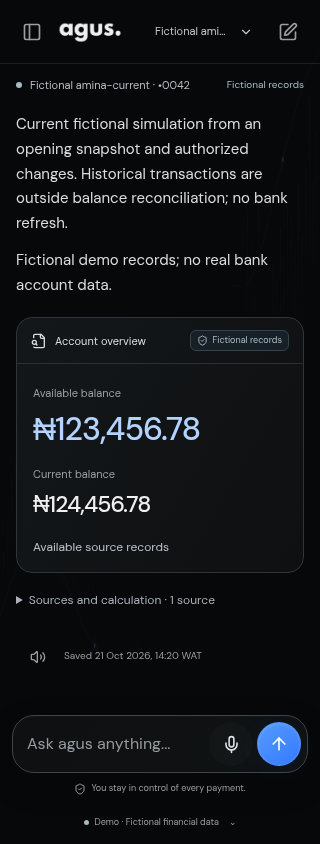 agus.
Fictional ami...
Fictional amina-current · •0042
Fictional records
Current fictional simulation from an
opening snapshot and authorized
changes. Historical transactions are
outside balance reconciliation; no bank
refresh.
Fictional demo records; no real bank
account data.
Account overview
Fictional records
Available balance
₦123,456.78
Current balance
₦124,456.78
Available source records
Sources and calculation · 1 source
Saved 21 Oct 2026, 14:20 WAT
Ask agus anything...
You stay in control of every payment.
Demo · Fictional financial data